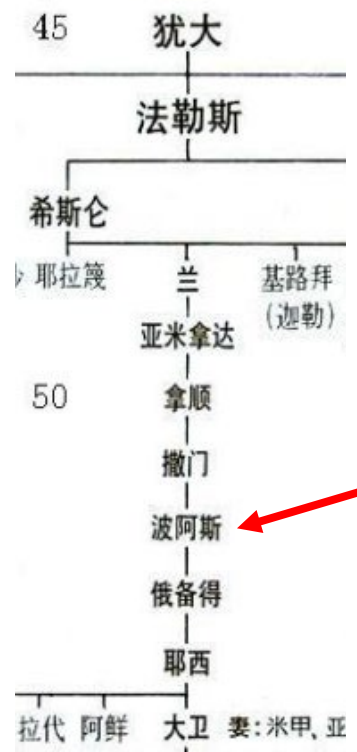 45 犹大
法勒斯
希斯仑
耶拉篾 兰 基路拜
(迦勒)
亚米拿达
50 拿顺
撒门
波阿斯
俄备得
耶西
拉代 阿鲜 大卫 妻:米甲、亚